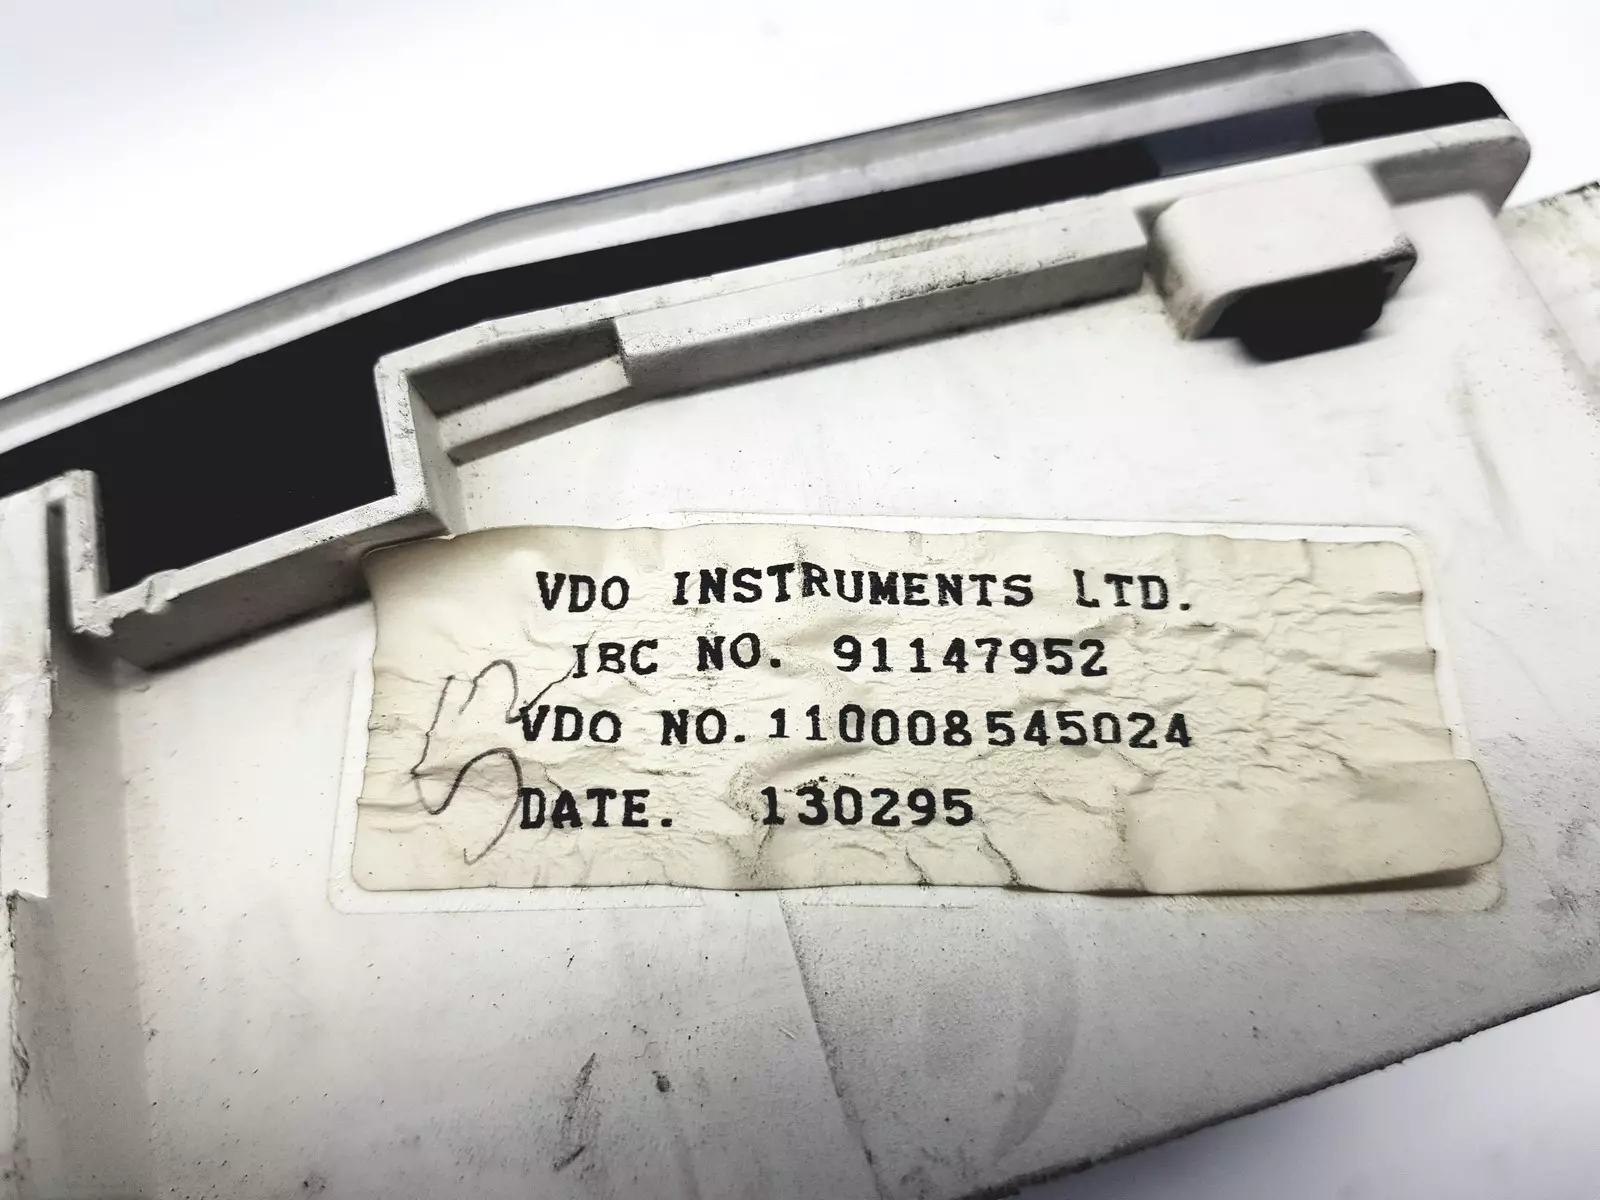 VDO INSTRUMENTS LTD.
IBC NO. 91147952
VDO NO.110008545024
DATE. 130295